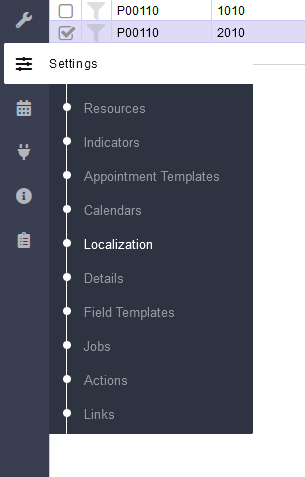 P00110 1010
P00110 2010
Settings
Resources
Indicators
Appointment Templates
Calendars
Localization
Details
Field Templates
Jobs
Actions
Links